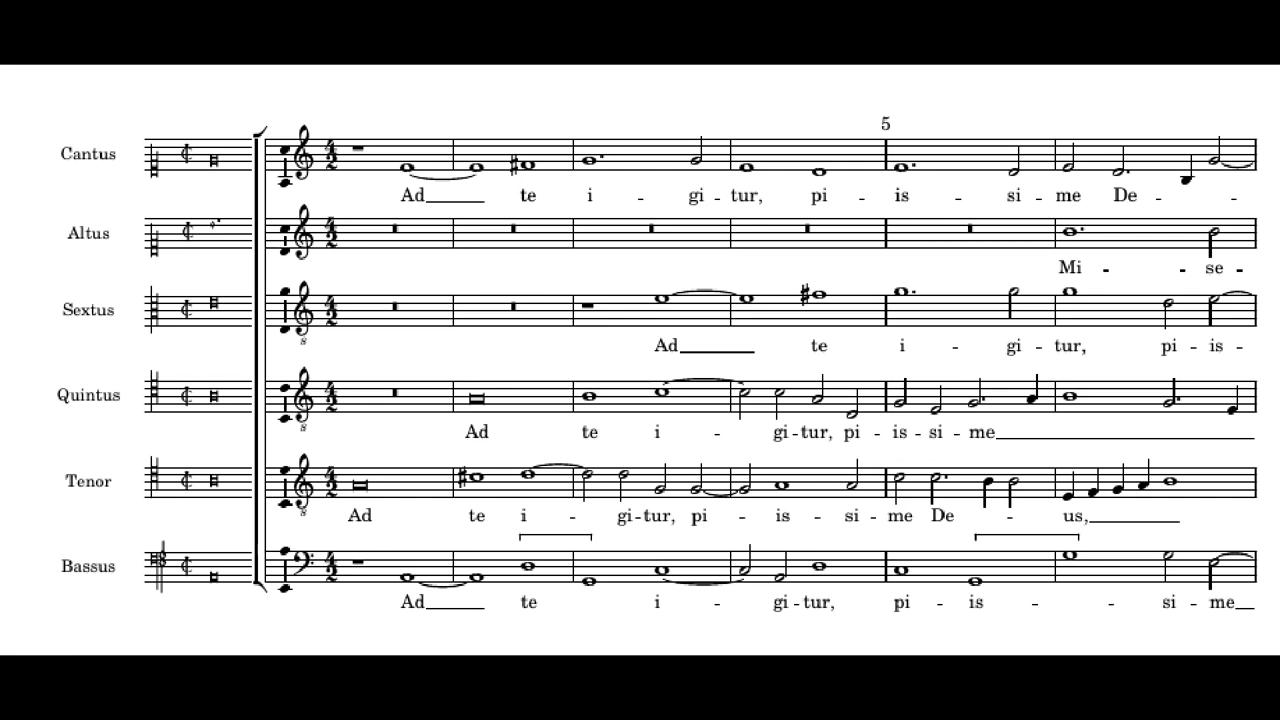 5
Cantus
Ad te i - gi - tur, pi - is - si - me De - -
Altus
Mi - se -
Sextus
Ad te i - gi - tur, pi - is -
Quintus
Ad te i - gi - tur, pi - is - si - me
Tenor
Ad te i - gi - tur, pi - is - si - me De - - us,
Bassus
Ad te i - gi - tur, pi - is - - si - me